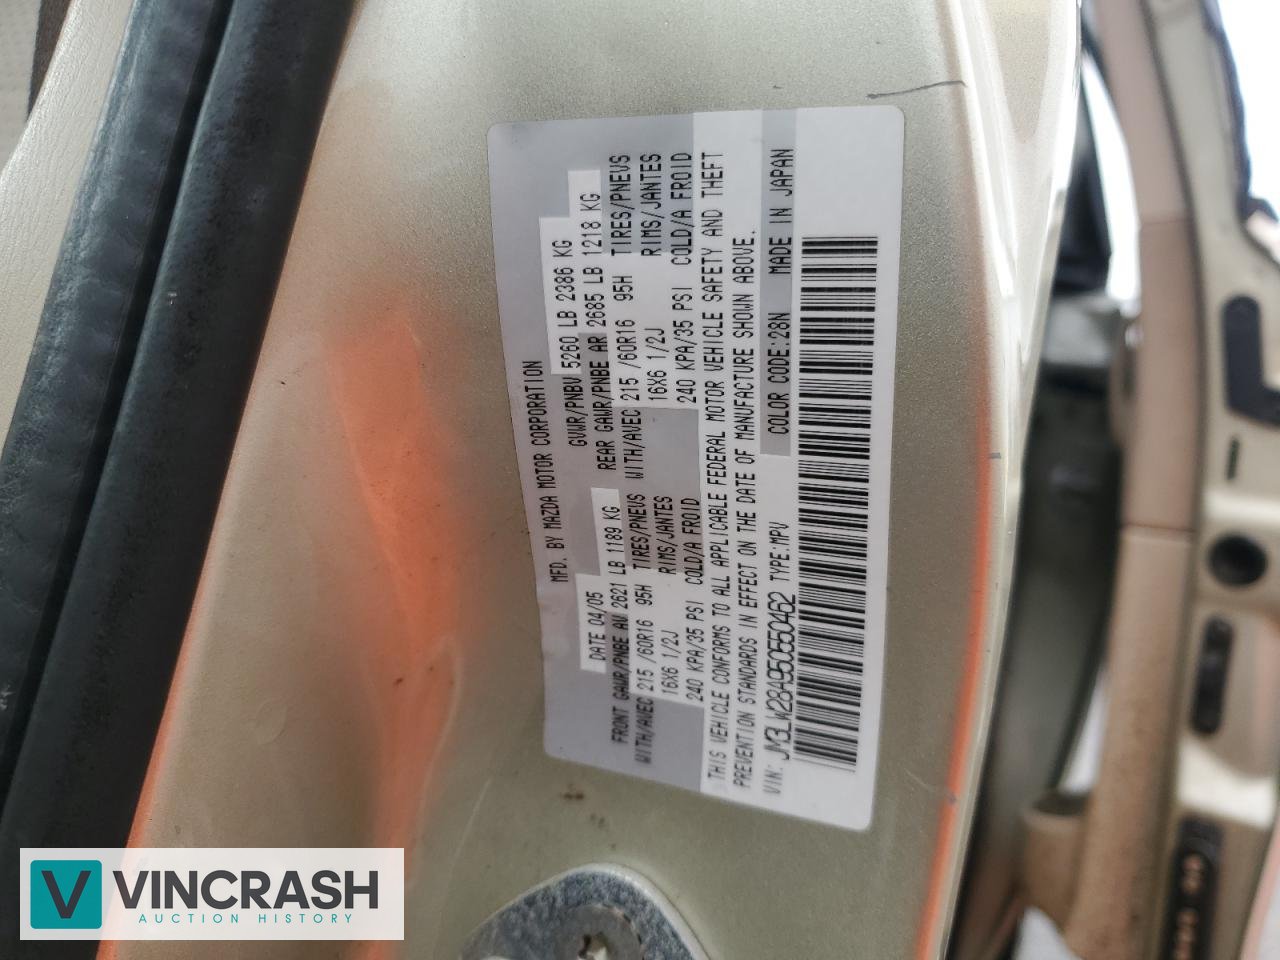 MFD. BY MAZDA MOTOR CORPORATION
DATE 04/05 GVWR/PNBV 5260 LB 2386 KG
FRONT GAWR/PNBE AV 2621 LB 1189 KG REAR GAWR/PNBE AR 2685 LB 1218 KG
WITH/AVEC 215 /60R16 95H TIRES/PNEUS WITH/AVEC 215 /60R16 95H TIRES/PNEVS
16X6 1/2J RIMS/JANTES 16X6 1/2J RIMS/JANTES
240 KPA/35 PSI COLD/A FROID 240 KPA/35 PSI COLD/A FROID
THIS VEHICLE CONFORMS TO ALL APPLICABLE FEDERAL MOTOR VEHICLE SAFETY AND THEFT
PREVENTION STANDARDS IN EFFECT ON THE DATE OF MANUFACTURE SHOWN ABOVE.
VIN: JM3LW28A950550462 TYPE:MPV COLOR CODE:28N MADE IN JAPAN
V VINCRASH
AUCTION HISTORY